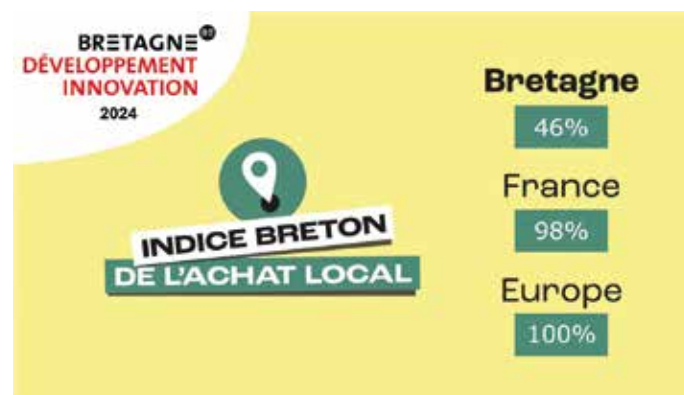 BRETAGNE
DÉVELOPPEMENT
INNOVATION
2024
INDICE BRETON
DE L'ACHAT LOCAL
Bretagne
46%
France
98%
Europe
100%